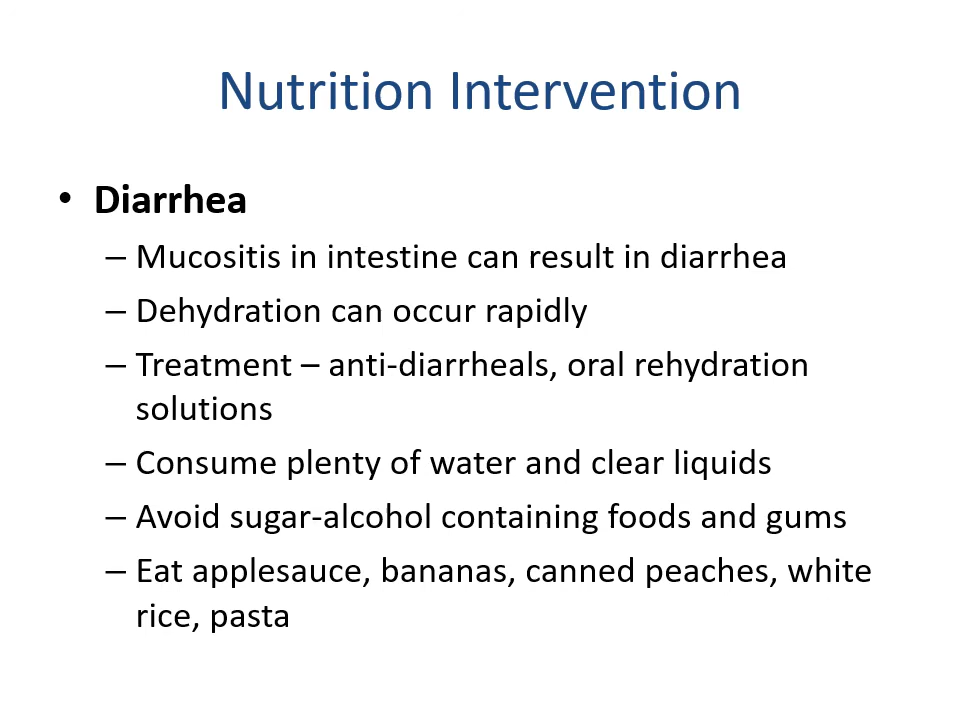 Nutrition Intervention
• Diarrhea
– Mucositis in intestine can result in diarrhea
– Dehydration can occur rapidly
– Treatment – anti-diarrheals, oral rehydration
solutions
– Consume plenty of water and clear liquids
– Avoid sugar-alcohol containing foods and gums
– Eat applesauce, bananas, canned peaches, white
rice, pasta